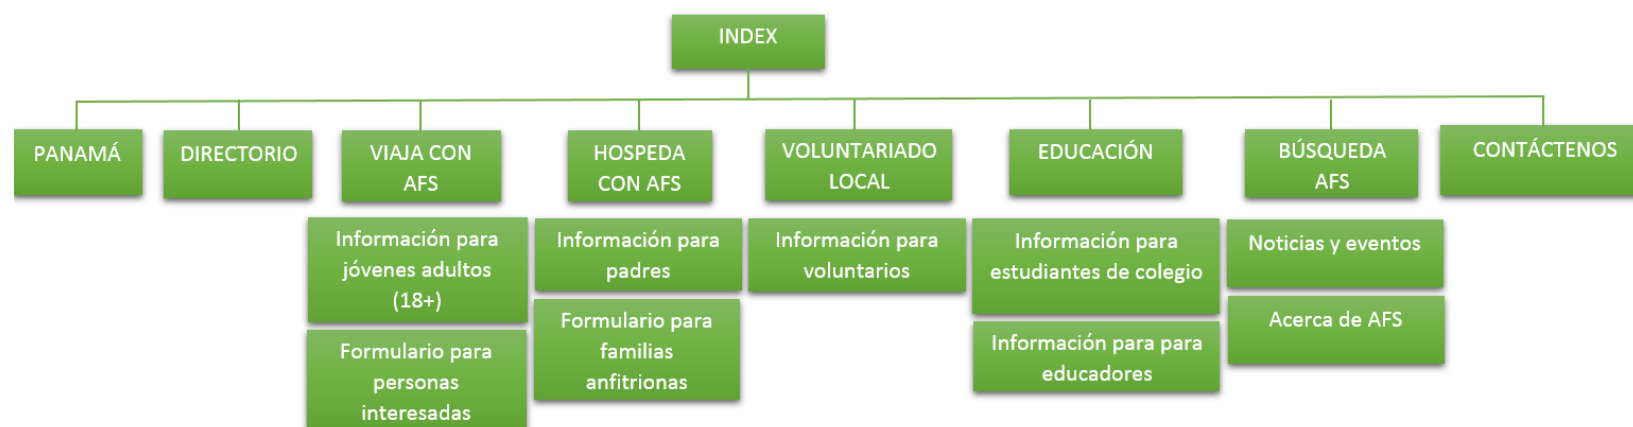 INDEX
PANAMÁ
DIRECTORIO
VIAJA CON
AFS
HOSPEDA
CON AFS
VOLUNTARIADO
LOCAL
EDUCACIÓN
BÚSQUEDA
AFS
CONTÁCTENOS
Información para
jóvenes adultos
(18+)
Formulario para
personas
interesadas
Información para
padres
Formulario para
familias
anfitrionas
Información para
voluntarios
Información para
estudiantes de colegio
Información para para
educadores
Noticias y eventos
Acerca de AFS